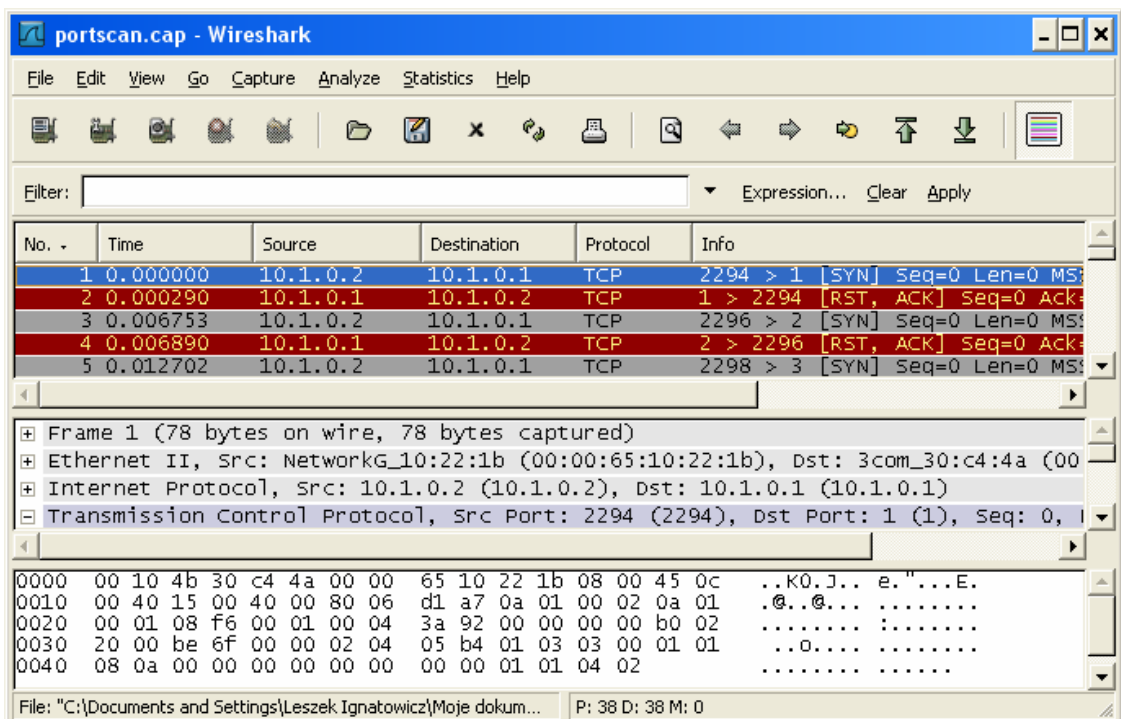 portscan.cap - Wireshark
File Edit View Go Capture Analyze Statistics Help
Filter: Expression... Clear Apply
No. Time Source Destination Protocol Info
1 0.000000 10.1.0.2 10.1.0.1 TCP 2294 > 1 [SYN] Seq=0 Len=0 MS
2 0.000290 10.1.0.1 10.1.0.2 TCP 1 > 2294 [RST, ACK] Seq=0 Ack=
3 0.006753 10.1.0.2 10.1.0.1 TCP 2296 > 2 [SYN] Seq=0 Len=0 MS
4 0.006890 10.1.0.1 10.1.0.2 TCP 2 > 2296 [RST, ACK] Seq=0 Ack=
5 0.012702 10.1.0.2 10.1.0.1 TCP 2298 > 3 [SYN] Seq=0 Len=0 MS
Frame 1 (78 bytes on wire, 78 bytes captured)
Ethernet II, Src: NetworkG_10:22:1b (00:00:65:10:22:1b), Dst: 3com_30:c4:4a (00
Internet Protocol, Src: 10.1.0.2 (10.1.0.2), Dst: 10.1.0.1 (10.1.0.1)
Transmission Control Protocol, Src Port: 2294 (2294), Dst Port: 1 (1), Seq: 0,
0000 00 10 4b 30 c4 4a 00 00 65 10 22 1b 08 00 45 0c ..K0.J.. e."...E.
0010 00 40 15 00 40 00 80 06 d1 a7 0a 01 00 02 0a 01 .@..@... ........
0020 00 01 08 f6 00 01 00 04 3a 92 00 00 00 00 b0 02 ........ :.......
0030 20 00 be 6f 00 00 02 04 05 b4 01 03 03 00 01 01 ..o.... ........
0040 08 0a 00 00 00 00 00 00 00 00 01 01 04 02 ........ ......
File: "C:\Documents and Settings\Leszek Ignatowicz\Moje dokum... P: 38 D: 38 M: 0